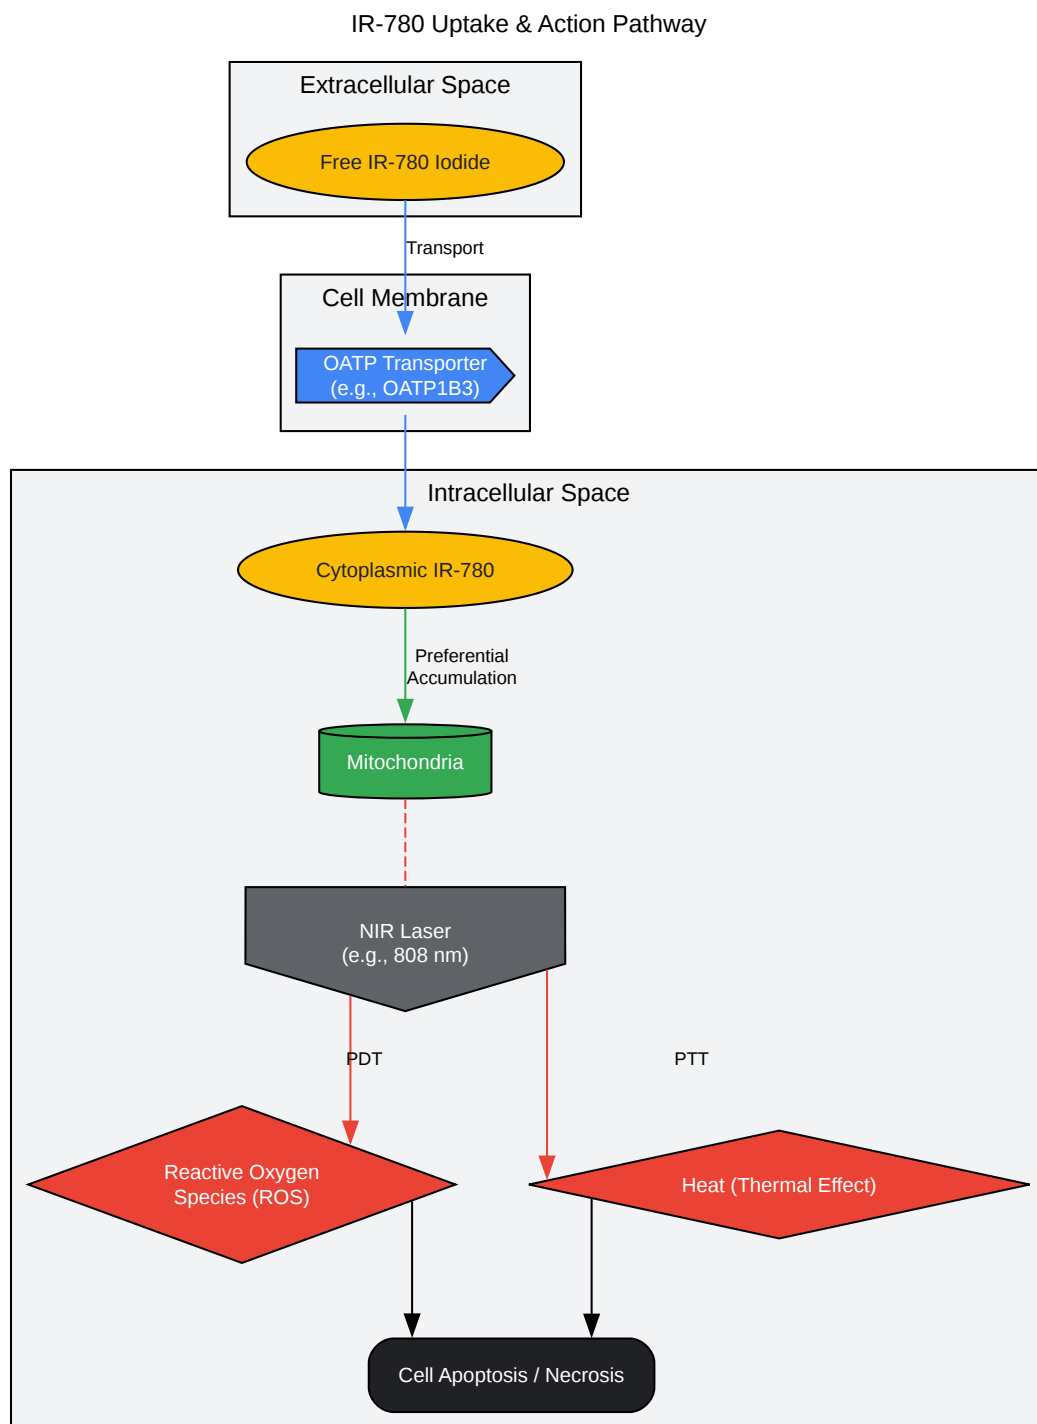 IR-780 Uptake & Action Pathway
Extracellular Space
Free IR-780 Iodide
Transport
Cell Membrane
OATP Transporter
(e.g., OATP1B3)
Intracellular Space
Cytoplasmic IR-780
Preferential
Accumulation
Mitochondria
NIR Laser
(e.g., 808 nm)
PDT
PTT
Reactive Oxygen
Species (ROS)
Heat (Thermal Effect)
Cell Apoptosis / Necrosis